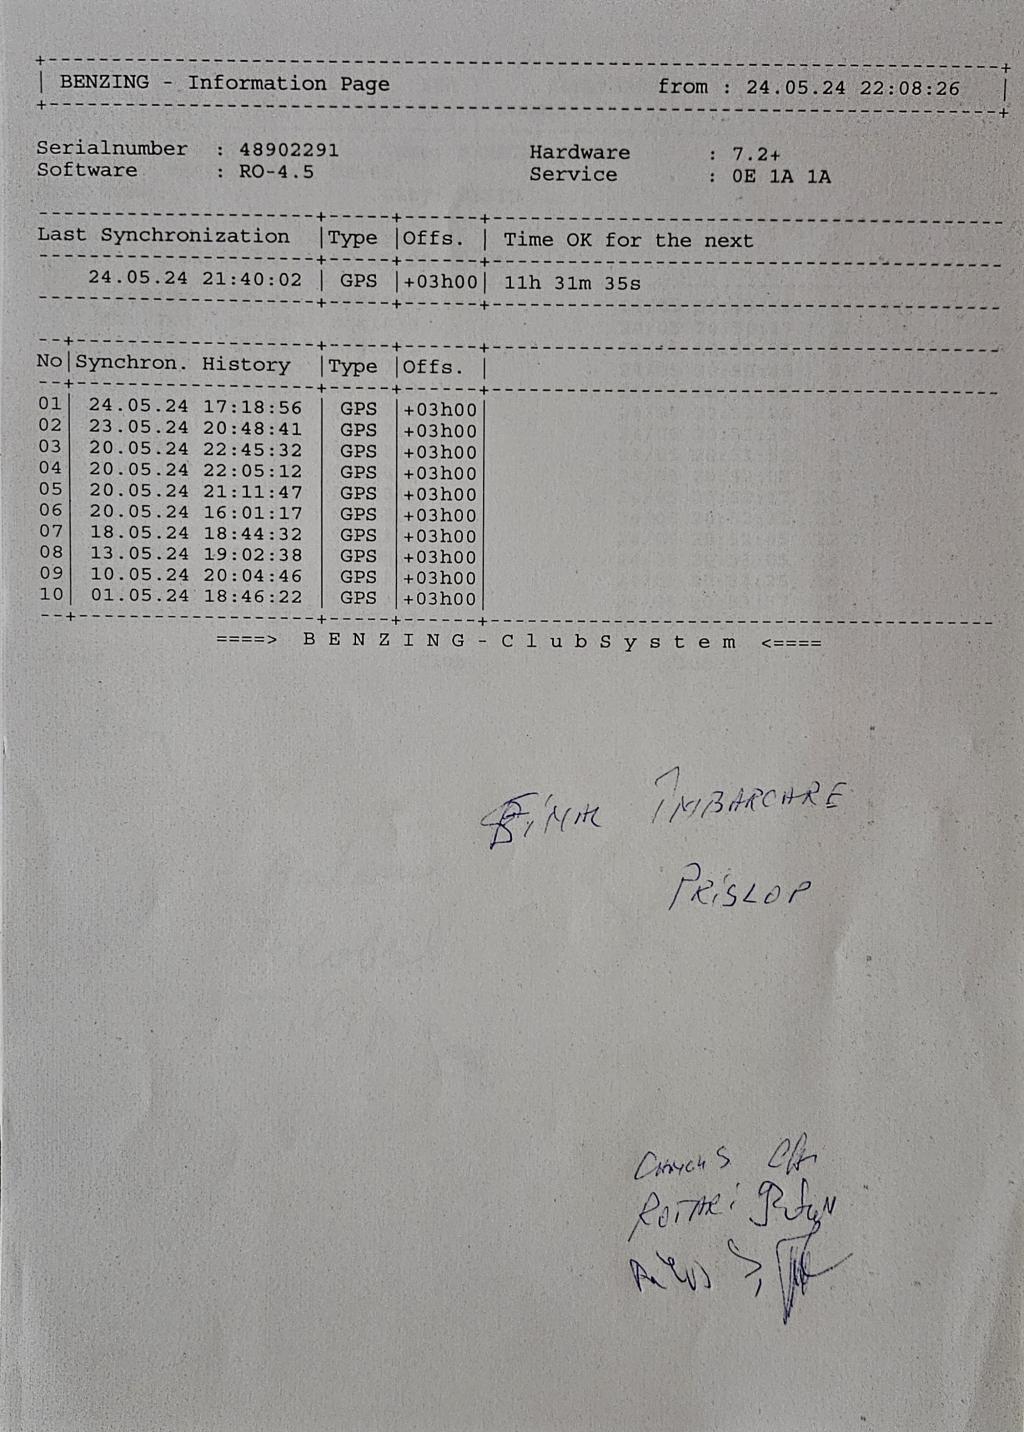 BENZING - Information Page from : 24.05.24 22:08:26
Serialnumber : 48902291 Hardware : 7.2+
Software : RO-4.5 Service : 0E 1A 1A
Last Synchronization |Type |Offs. | Time OK for the next
24.05.24 21:40:02 | GPS |+03h00| 11h 31m 35s
No|Synchron. History |Type |Offs. |
01| 24.05.24 17:18:56 | GPS |+03h00|
02| 23.05.24 20:48:41 | GPS |+03h00|
03| 20.05.24 22:45:32 | GPS |+03h00|
04| 20.05.24 22:05:12 | GPS |+03h00|
05| 20.05.24 21:11:47 | GPS |+03h00|
06| 20.05.24 16:01:17 | GPS |+03h00|
07| 18.05.24 18:44:32 | GPS |+03h00|
08| 13.05.24 19:02:38 | GPS |+03h00|
09| 10.05.24 20:04:46 | GPS |+03h00|
10| 01.05.24 18:46:22 | GPS |+03h00|
====> B E N Z I N G - C l u b S y s t e m <====
ÎMBARCARE
PRISLOP
ROTARI